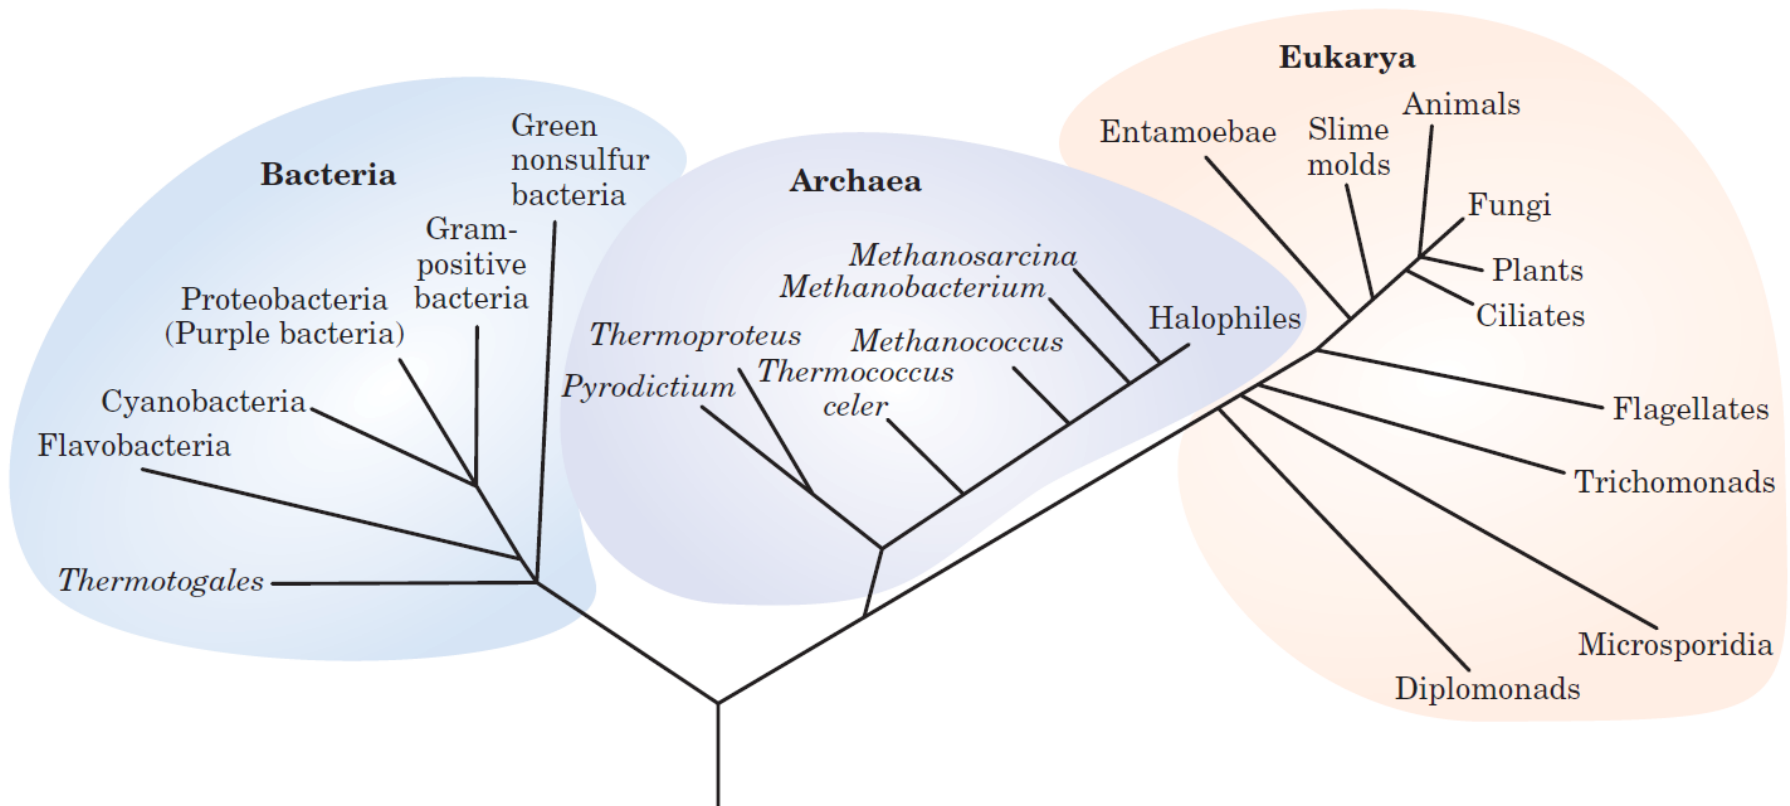 Bacteria
Green
nonsulfur
bacteria
Gram-
positive
bacteria
Proteobacteria
(Purple bacteria)
Cyanobacteria
Flavobacteria
Thermotogales
Archaea
Methanosarcina
Methanobacterium
Halophiles
Thermoproteus
Methanococcus
Pyrodictium
Thermococcus
celer
Eukarya
Animals
Entamoebae
Slime
molds
Fungi
Plants
Ciliates
Flagellates
Trichomonads
Microsporidia
Diplomonads